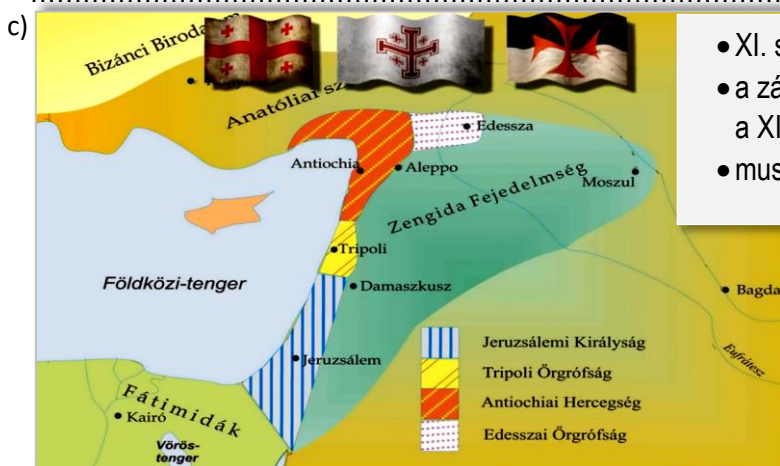 c)
• XI. s
• a zá
a XI
• mus
Bizánci Birodalom
Anatóliai sz
Edessza
Antiochia
Aleppo
Moszul
Zengida Fejedelmség
Tripoli
Földközi-tenger
Damaszkusz
Bagda
Jeruzsálem
Eufrátesz
Jeruzsálemi Királyság
Tripoli Őrgrófság
Antiochiai Hercegség
Edesszai Őrgrófság
Fátimidák
Kairó
Vörös-
tenger